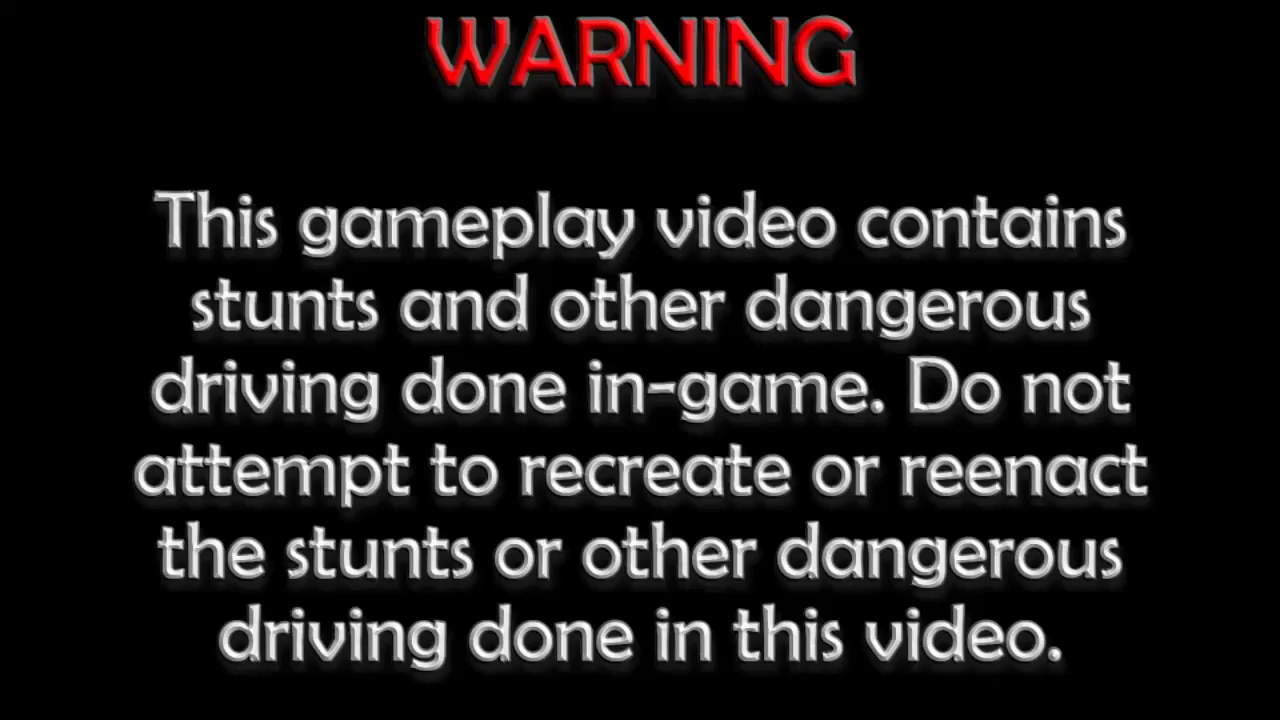 WARNING
This gameplay video contains
stunts and other dangerous
driving done in-game. Do not
attempt to recreate or reenact
the stunts or other dangerous
driving done in this video.